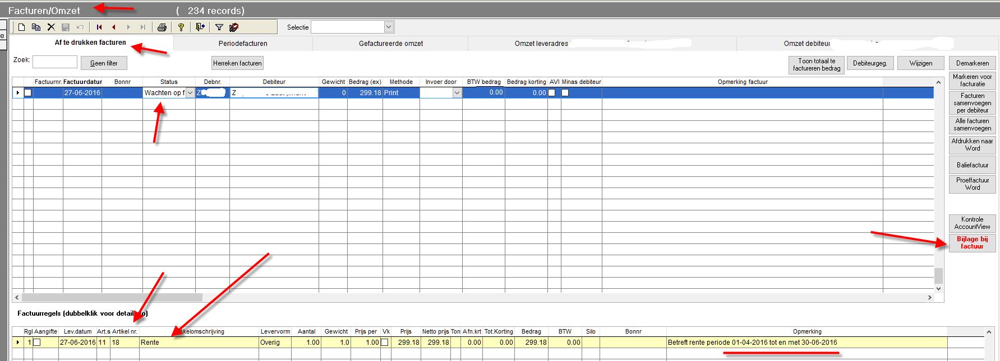 Facturen/Omzet ( 234 records)
e
Selectie
Af te drukken facturen Periodefacturen Gefactureerde omzet Omzet leveradres Omzet debiteur
Zoek: Geen filter Herreken facturen Toon totaal te factureren bedrag Debiteurgeg. Wijzigen Demarkeren
Factuurnr. Factuurdatur Bonnr Status Debnr. Debiteur Gewicht Bedrag (ex) Methode Invoer door BTW bedrag Bedrag korting AVI Minas debiteur Opmerking factuur
27-06-2016 Wachten op f Z Z 0 299.18 Print 0.00 0.00
Markeren voor
facturatie
Facturen
samenvoegen
per debiteur
Alle facturen
samenvoegen
Afdrukken naar
Word
Baliefactuur
Proeffactuur
Word
Kontrole
AccountView
Bijlage bij
factuur
Factuurregels (dubbelklik voor detail
Rgl Aangifte Lev.datum Art.s Artikel nr. ikelomschrijving Levervorm Aantal Gewicht Prijs per Vk Prijs Netto prijs Ton Afn.krt Tot.Korting Bedrag BTW Silo Bonnr Opmerking
1 27-06-2016 11 18 Rente Overig 1.00 1.0 1.00 299.18 299.18 0.00 0.00 299.18 0.00 Betreft rente periode 01-04-2016 tot en met 30-06-2016